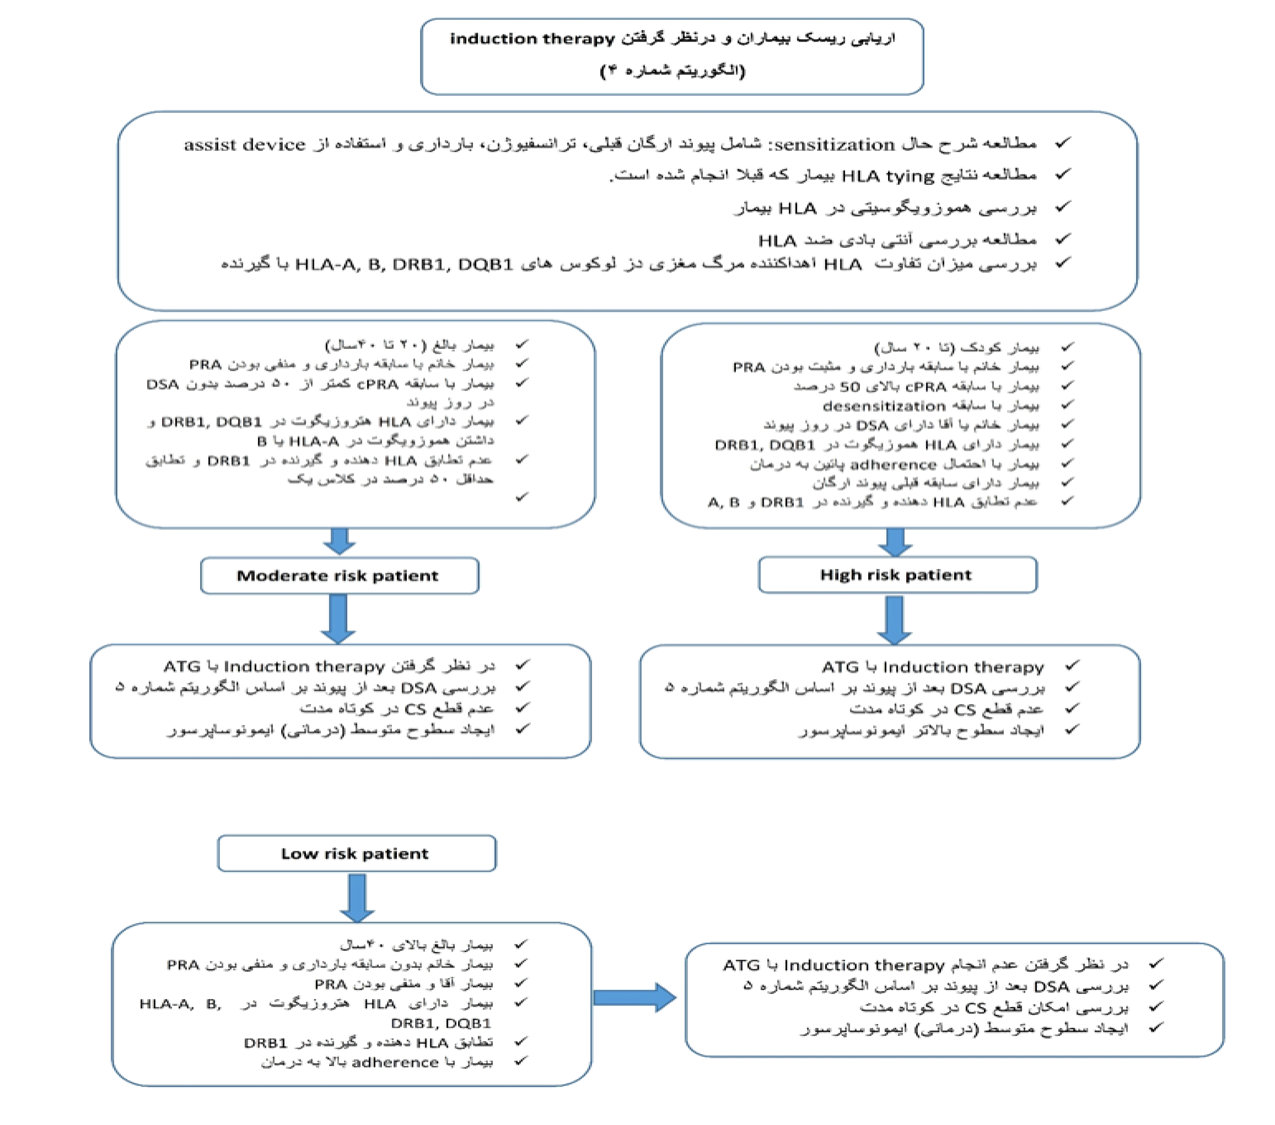 اریابی ریسک بیماران و درنظر گرفتن induction therapy
(الگوریتم شماره ۴)
✓ مطالعه شرح حال sensitization: شامل پیوند ارگان قبلی، ترانسفیوژن، بارداری و استفاده از assist device
✓ مطالعه نتایج HLA tying بیمار که قبلا انجام شده است.
✓ بررسی هموزویگوسیتی در HLA بیمار
✓ مطالعه بررسی آنتی بادی ضد HLA
✓ بررسی میزان تفاوت HLA اهداکننده مرگ مغزی دز لوکوس های HLA-A, B, DRB1, DQB1 با گیرنده
✓ بیمار کودک (تا ۲۰ سال)
✓ بیمار خانم با سابقه بارداری و مثبت بودن PRA
✓ بیمار با سابقه cPRA بالای 50 درصد
✓ بیمار با سابقه desensitization
✓ بیمار خانم یا آقا دارای DSA در روز پیوند
✓ بیمار دارای HLA هموزیگوت در DRB1, DQB1
✓ بیمار با احتمال adherence پائین به درمان
✓ بیمار دارای سابقه قبلی پیوند ارگان
✓ عدم تطابق HLA دهنده و گیرنده در DRB1 و A, B
High risk patient
✓ Induction therapy با ATG
✓ بررسی DSA بعد از پیوند بر اساس الگوریتم شماره ۵
✓ عدم قطع CS در کوتاه مدت
✓ ایجاد سطوح بالاتر ایمونوساپرسور
✓ بیمار بالغ (۲۰ تا ۴۰سال)
✓ بیمار خانم با سابقه بارداری و منفی بودن PRA
✓ بیمار با سابقه cPRA کمتر از ۵۰ درصد بدون DSA
در روز پیوند
✓ بیمار دارای HLA هتروزیگوت در DRB1, DQB1 و
داشتن هموزویگوت در HLA-A یا B
✓ عدم تطابق HLA دهنده و گیرنده در DRB1 و تطابق
حداقل ۵۰ درصد در کلاس یک
✓
Moderate risk patient
✓ در نظر گرفتن Induction therapy با ATG
✓ بررسی DSA بعد از پیوند بر اساس الگوریتم شماره ۵
✓ عدم قطع CS در کوتاه مدت
✓ ایجاد سطوح متوسط (درمانی) ایمونوساپرسور
Low risk patient
✓ بیمار بالغ بالای ۴۰سال
✓ بیمار خانم بدون سابقه بارداری و منفی بودن PRA
✓ بیمار آقا و منفی بودن PRA
✓ بیمار دارای HLA هتروزیگوت در HLA-A, B,
DRB1, DQB1
✓ تطابق HLA دهنده و گیرنده در DRB1
✓ بیمار با adherence بالا به درمان
✓ در نظر گرفتن عدم انجام Induction therapy با ATG
✓ بررسی DSA بعد از پیوند بر اساس الگوریتم شماره ۵
✓ بررسی امکان قطع CS در کوتاه مدت
✓ ایجاد سطوح متوسط (درمانی) ایمونوساپرسور